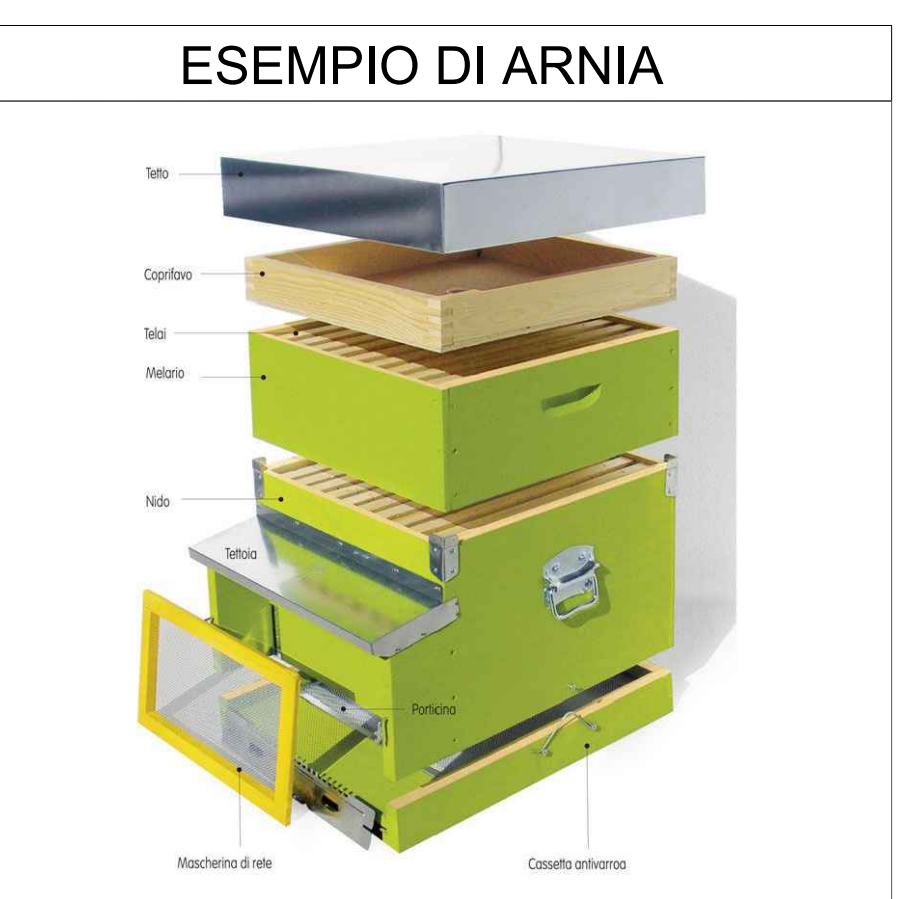 ESEMPIO DI ARNIA
Tetto
Coprifavo
Telai
Melario
Nido
Tettoia
Porticina
Mascherina di rete
Cassetta antivarroa